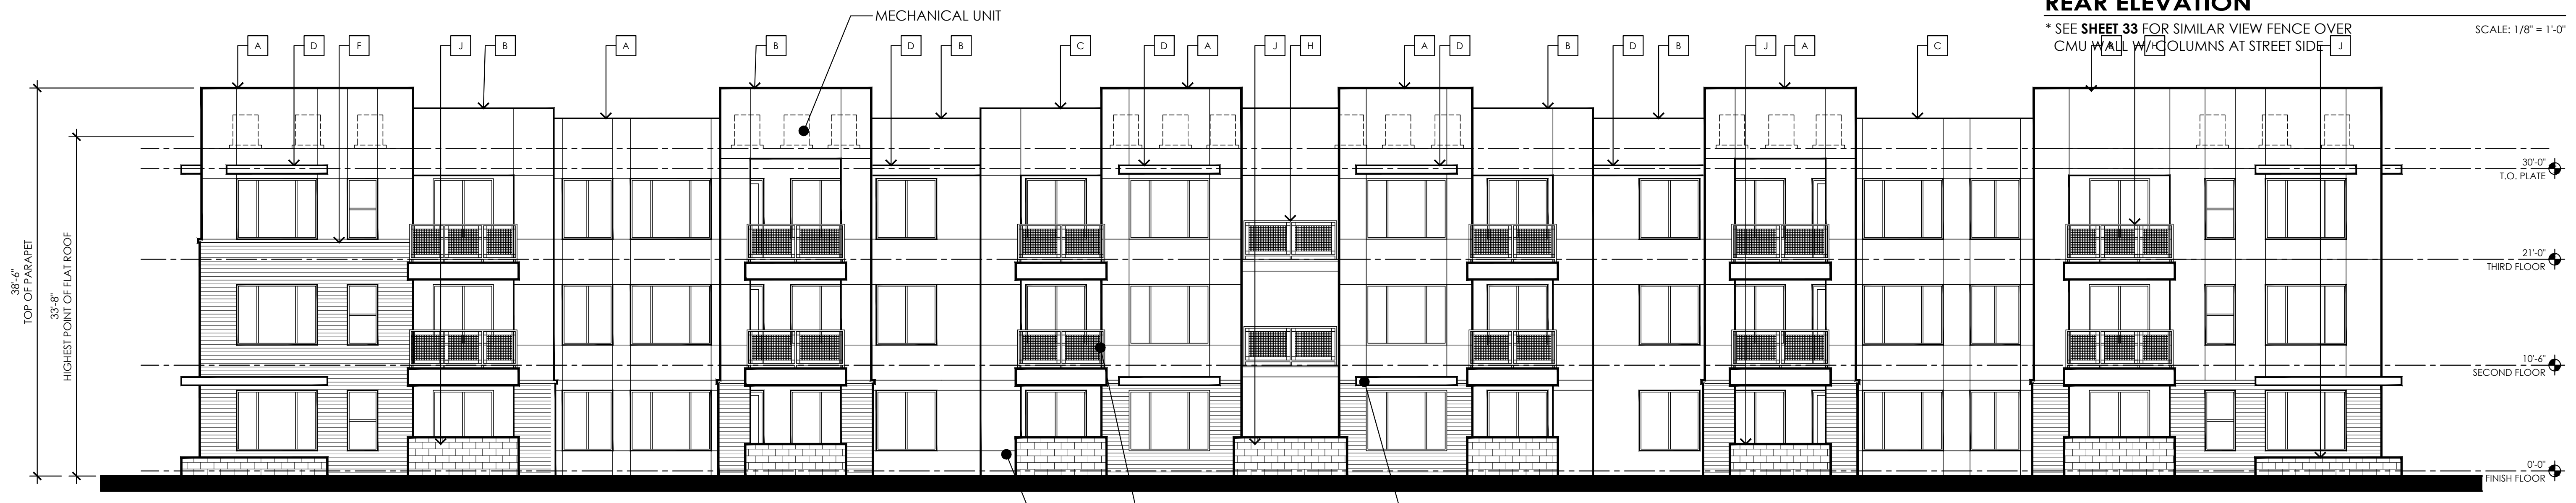 REAR ELEVATION
* SEE SHEET 33 FOR SIMILAR VIEW FENCE OVER
CMU WALL W/ COLUMNS AT STREET SIDE
SCALE: 1/8" = 1'-0"
MECHANICAL UNIT
A D F J B A B D B C D A J H A D B D B J A C H J
38'-6"
TOP OF PARAPET
33'-8"
HIGHEST POINT OF FLAT ROOF
30'-0"
T.O. PLATE
21'-0"
THIRD FLOOR
10'-6"
SECOND FLOOR
0'-0"
FINISH FLOOR